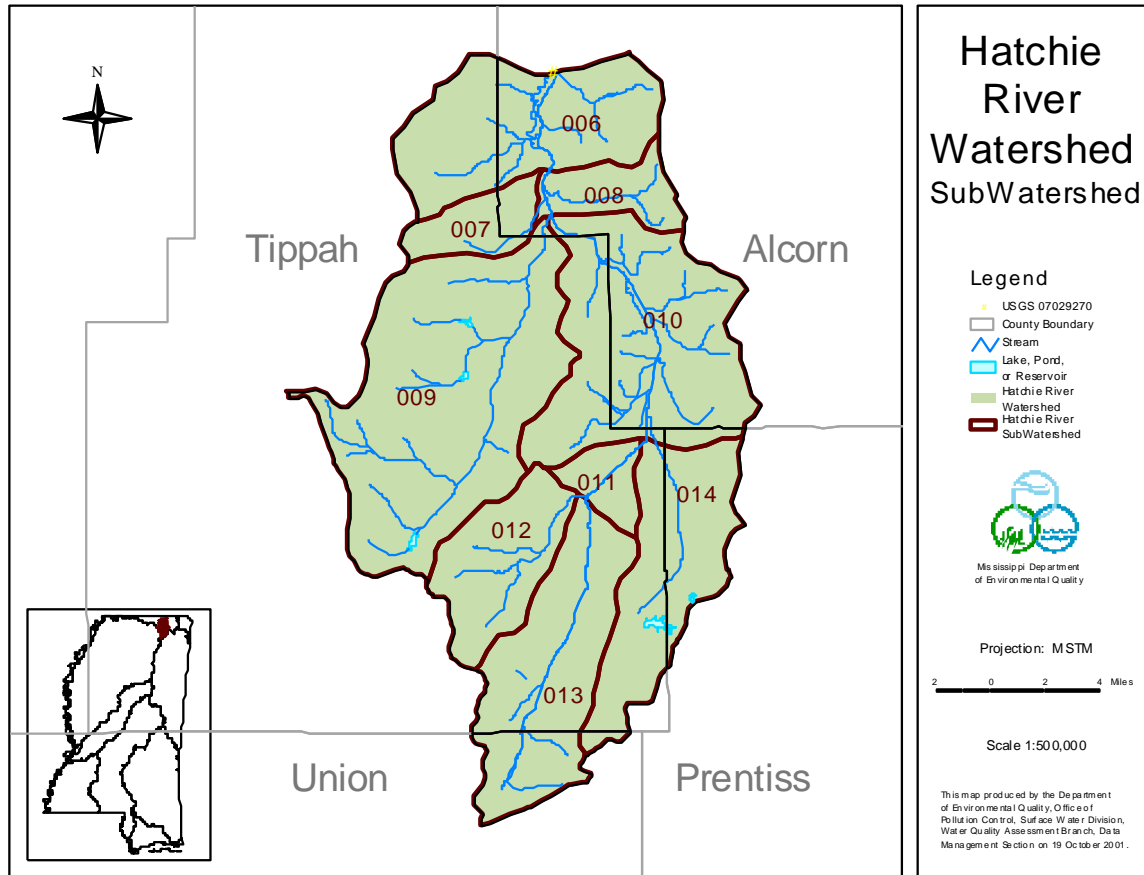 Hatchie
River
Watershed
SubWatershed
N
006
008
007
Tippah
Alcorn
010
009
011
014
012
013
Union
Prentiss
Legend
USGS 07029270
County Boundary
Stream
Lake, Pond,
or Reservoir
Hatchie River
Watershed
Hatchie River
SubWatershed
Mississippi Department
of Environmental Quality
Projection: MSTM
2 0 2 4 Miles
Scale 1:500,000
This map produced by the Department
of Environmental Quality, Office of
Pollution Control, Surface Water Division,
Water Quality Assessment Branch, Data
Management Section on 19 October 2001.